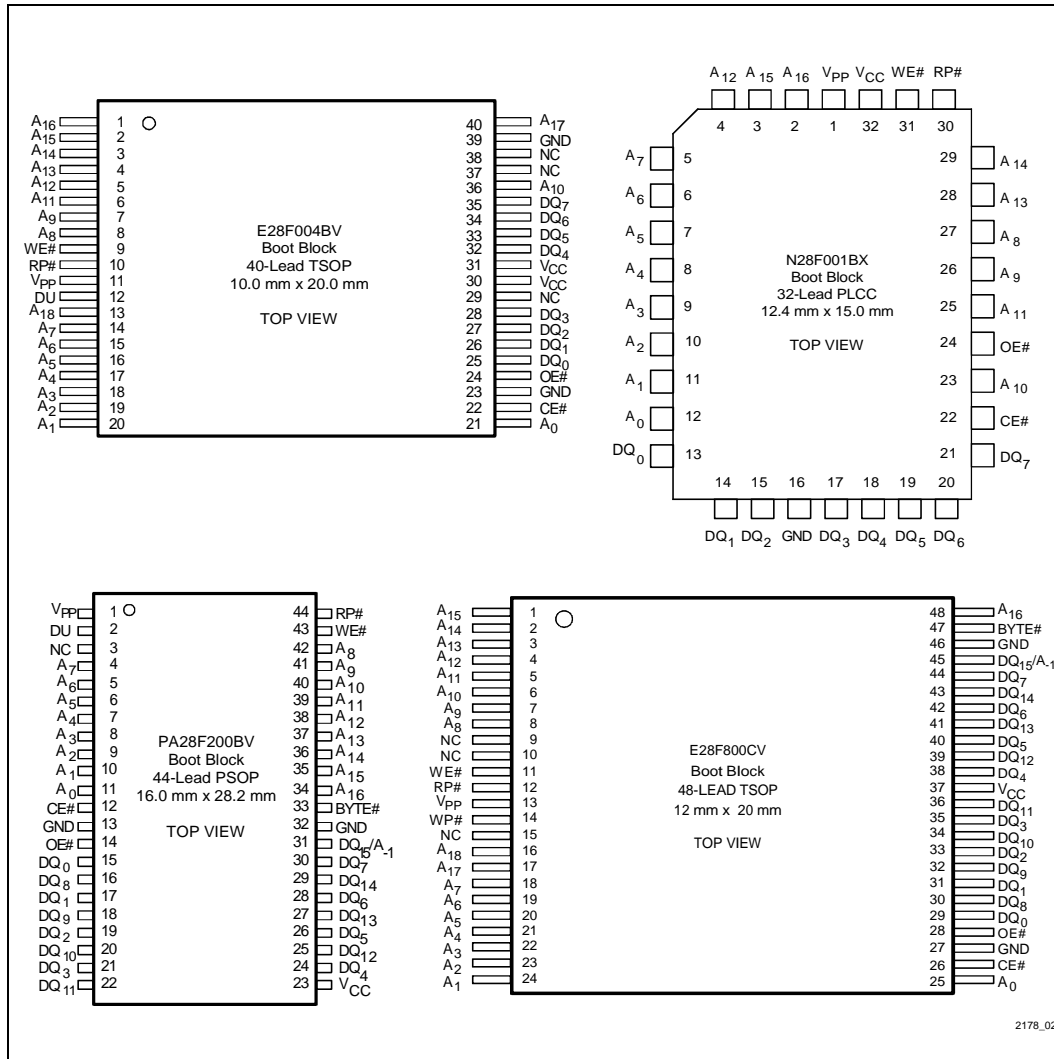 A16 1 40 A17
A15 2 39 GND
A14 3 38 NC
A13 4 37 NC
A12 5 36 A10
A11 6 35 DQ7
A9 7 34 DQ6
A8 8 33 DQ5
WE# 9 32 DQ4
RP# 10 31 VCC
VPP 11 30 VCC
DU 12 29 NC
A18 13 28 DQ3
A7 14 27 DQ2
A6 15 26 DQ1
A5 16 25 DQ0
A4 17 24 OE#
A3 18 23 GND
A2 19 22 CE#
A1 20 21 A0
E28F004BV
Boot Block
40-Lead TSOP
10.0 mm x 20.0 mm
TOP VIEW
A12 A15 A16 VPP VCC WE# RP#
4 3 2 1 32 31 30
A7 5 29 A14
A6 6 28 A13
A5 7 27 A8
A4 8 26 A9
A3 9 25 A11
A2 10 24 OE#
A1 11 23 A10
A0 12 22 CE#
DQ0 13 21 DQ7
14 15 16 17 18 19 20
DQ1 DQ2 GND DQ3 DQ4 DQ5 DQ6
N28F001BX
Boot Block
32-Lead PLCC
12.4 mm x 15.0 mm
TOP VIEW
VPP 1 44 RP#
DU 2 43 WE#
NC 3 42 A8
A7 4 41 A9
A6 5 40 A10
A5 6 39 A11
A4 7 38 A12
A3 8 37 A13
A2 9 36 A14
A1 10 35 A15
A0 11 34 A16
CE# 12 33 BYTE#
GND 13 32 GND
OE# 14 31 DQ15/A-1
DQ0 15 30 DQ7
DQ8 16 29 DQ14
DQ1 17 28 DQ6
DQ9 18 27 DQ13
DQ2 19 26 DQ5
DQ10 20 25 DQ12
DQ3 21 24 DQ4
DQ11 22 23 VCC
PA28F200BV
Boot Block
44-Lead PSOP
16.0 mm x 28.2 mm
TOP VIEW
A15 1 48 A16
A14 2 47 BYTE#
A13 3 46 GND
A12 4 45 DQ15/A-1
A11 5 44 DQ7
A10 6 43 DQ14
A9 7 42 DQ6
A8 8 41 DQ13
NC 9 40 DQ5
NC 10 39 DQ12
WE# 11 38 DQ4
RP# 12 37 VCC
VPP 13 36 DQ11
WP# 14 35 DQ3
NC 15 34 DQ10
A18 16 33 DQ2
A17 17 32 DQ9
A7 18 31 DQ1
A6 19 30 DQ8
A5 20 29 DQ0
A4 21 28 OE#
A3 22 27 GND
A2 23 26 CE#
A1 24 25 A0
E28F800CV
Boot Block
48-LEAD TSOP
12 mm x 20 mm
TOP VIEW
2178_02